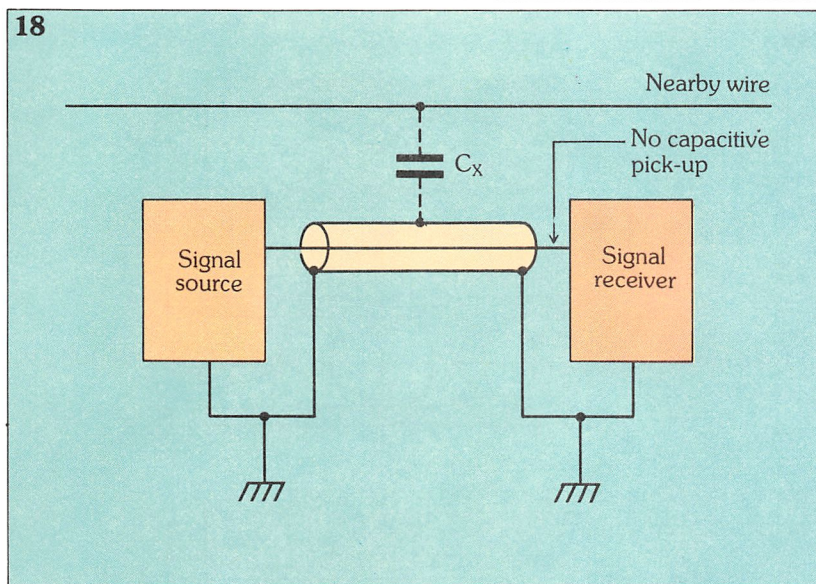 18
Nearby wire
No capacitive
pick-up
Cx
Signal
source
Signal
receiver